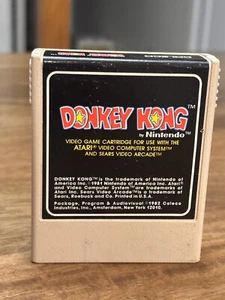 DONKEY KONG™
by Nintendo®
VIDEO GAME CARTRIDGE FOR USE WITH THE
ATARI® VIDEO COMPUTER SYSTEM™
AND SEARS VIDEO ARCADE™
DONKEY KONG™ is the trademark of Nintendo of
America Inc. ©1981 Nintendo of America Inc. Atari®
and Video Computer System™ are trademarks of
Atari Inc. Sears Video Arcade™ is a trademark of
Sears, Roebuck and Co. Printed in U.S.A.
Package, Program & Audiovisual ©1982 Coleco
Industries, Inc., Amsterdam, New York 12010.